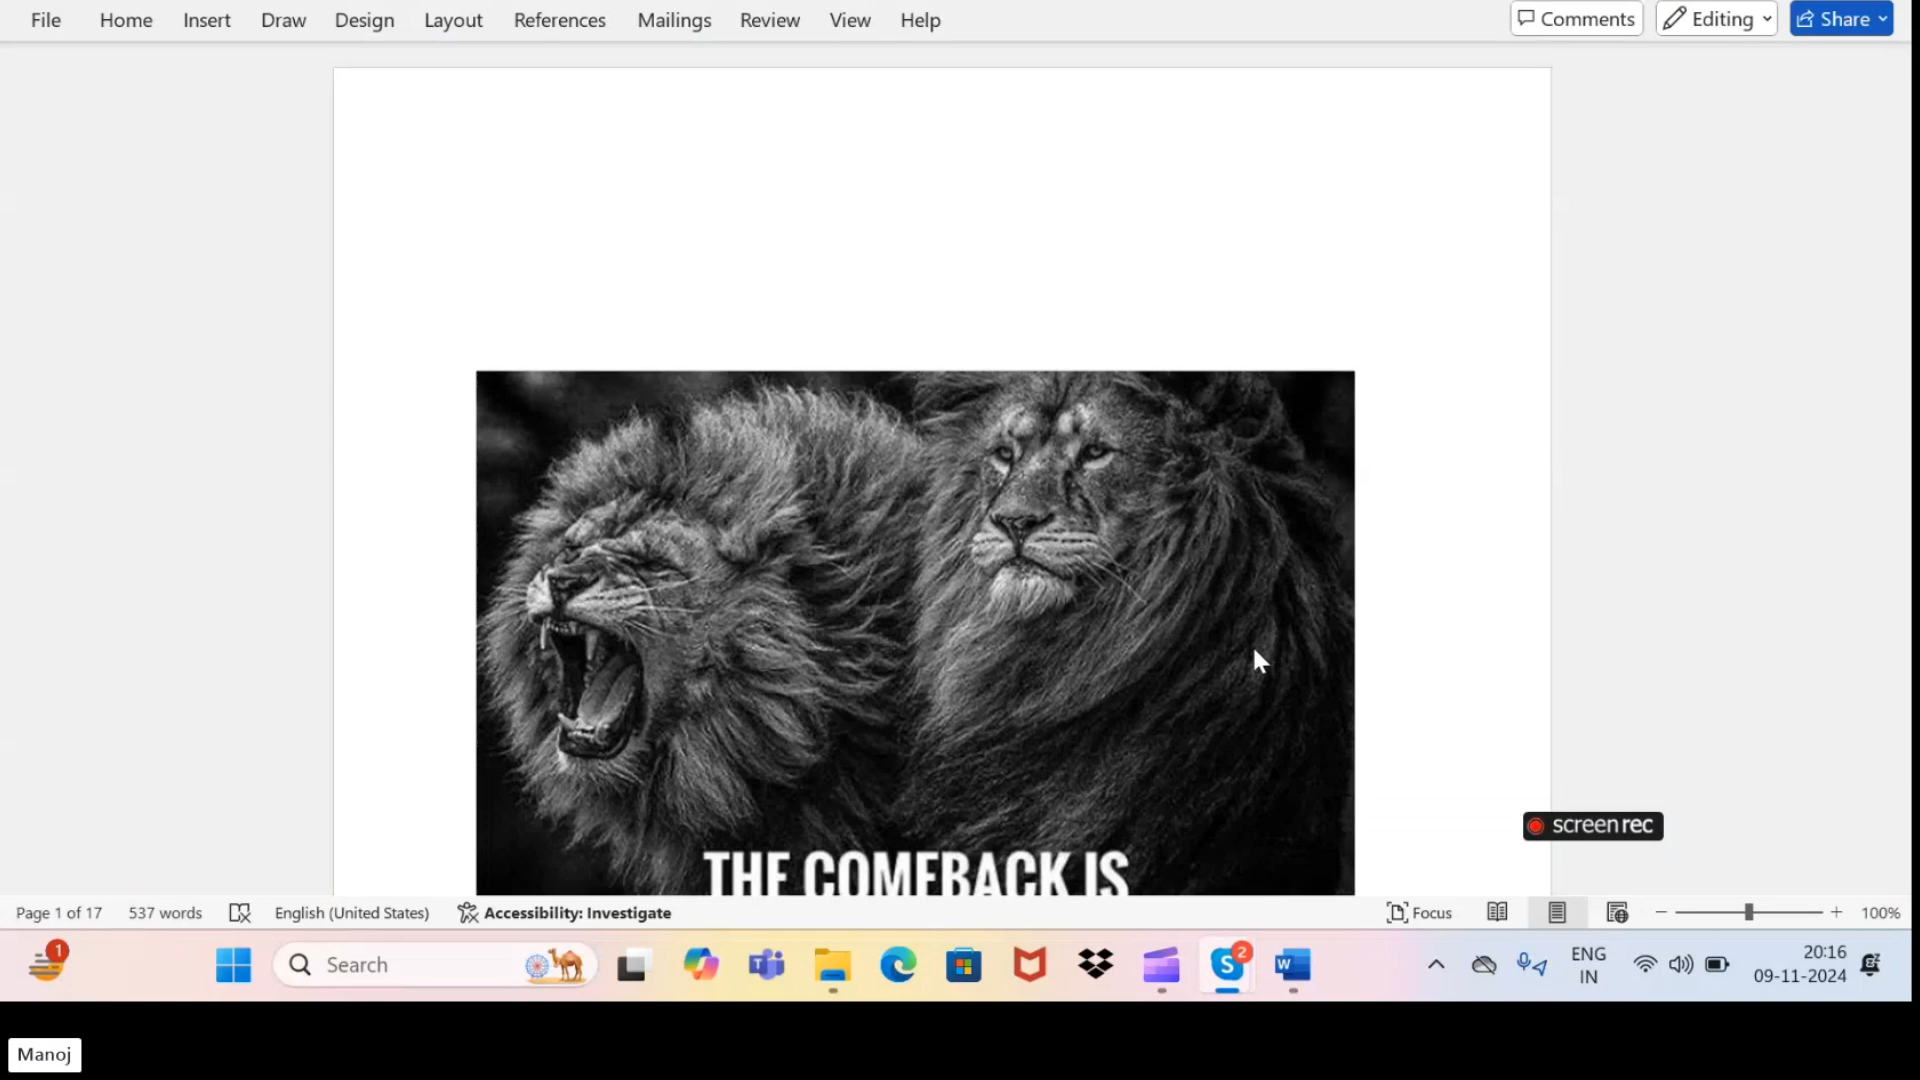 File Home Insert Draw Design Layout References Mailings Review View Help Comments Editing Share
THE COMEBACK IS
screenrec
Page 1 of 17 537 words English (United States) Accessibility: Investigate Focus 100%
1 Search 2 ENG IN 20:16 09-11-2024
Manoj